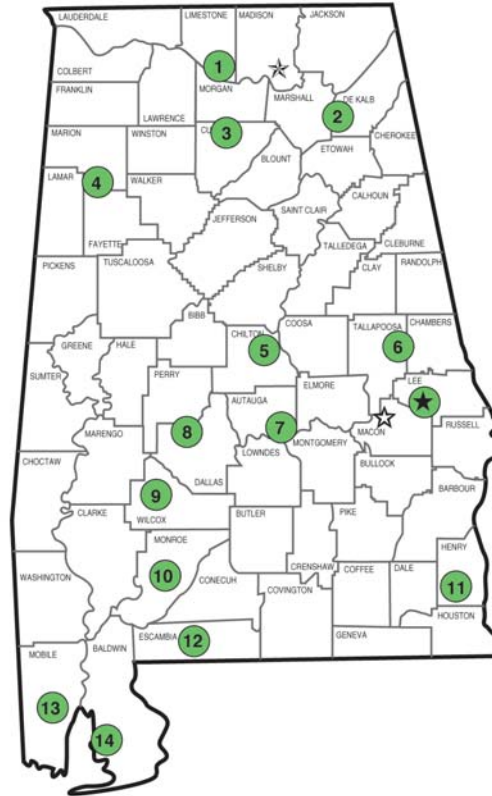 LAUDERDALE
LIMESTONE
MADISON
JACKSON
COLBERT
1
FRANKLIN
LAWRENCE
MORGAN
MARSHALL
DE KALB
2
MARION
WINSTON
3
CHEROKEE
ETOWAH
BLOUNT
LAMAR
4
WALKER
CALHOUN
SAINT CLAIR
JEFFERSON
FAYETTE
TALLEDEGA
CLEBURNE
PICKENS
TUSCALOOSA
SHELBY
CLAY
RANDOLPH
BIBB
CHILTON
COOSA
TALLAPOOSA
CHAMBERS
GREENE
HALE
5
6
SUMTER
PERRY
ELMORE
LEE
AUTAUGA
MARENGO
8
7
MACON
RUSSELL
MONTGOMERY
LOWNDES
CHOCTAW
DALLAS
BULLOCK
9
BARBOUR
CLARKE
WILCOX
BUTLER
PIKE
MONROE
HENRY
WASHINGTON
10
CONECUH
CRENSHAW
COFFEE
DALE
COVINGTON
11
HOUSTON
ESCAMBIA
12
GENEVA
MOBILE
BALDWIN
13
14